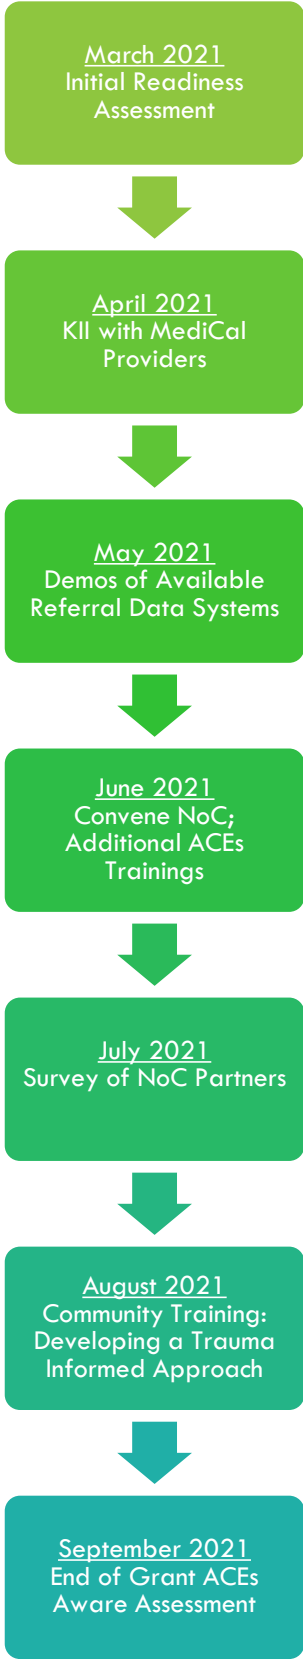 March 2021
Initial Readiness
Assessment
April 2021
KII with MediCal
Providers
May 2021
Demos of Available
Referral Data Systems
June 2021
Convene NoC;
Additional ACEs
Trainings
July 2021
Survey of NoC Partners
August 2021
Community Training:
Developing a Trauma
Informed Approach
September 2021
End of Grant ACEs
Aware Assessment